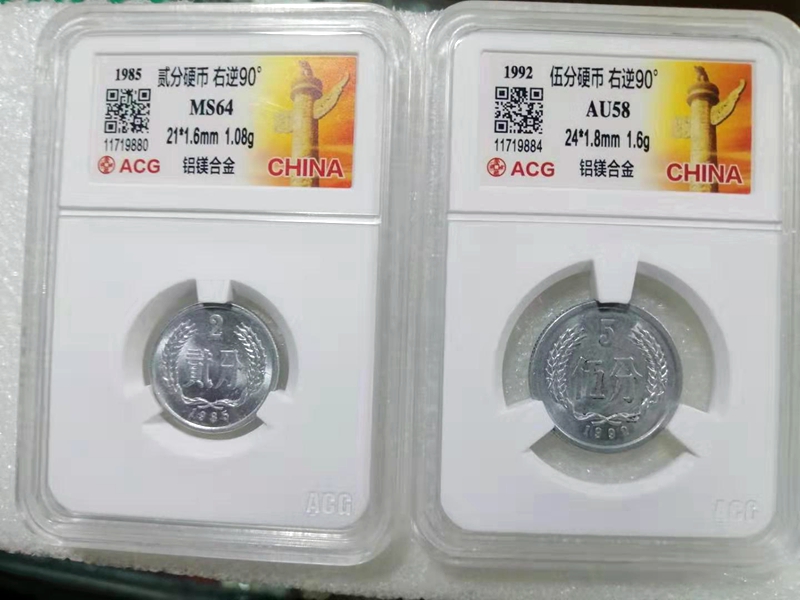 1985 贰分硬币 右逆90°
MS64
21*1.6mm 1.08g
11719880
ACG 铝镁合金
CHINA
2
贰分
1985
ACG
1992 伍分硬币 右逆90°
AU58
24*1.8mm 1.6g
11719884
ACG 铝镁合金
CHINA
5
伍分
1992
ACG